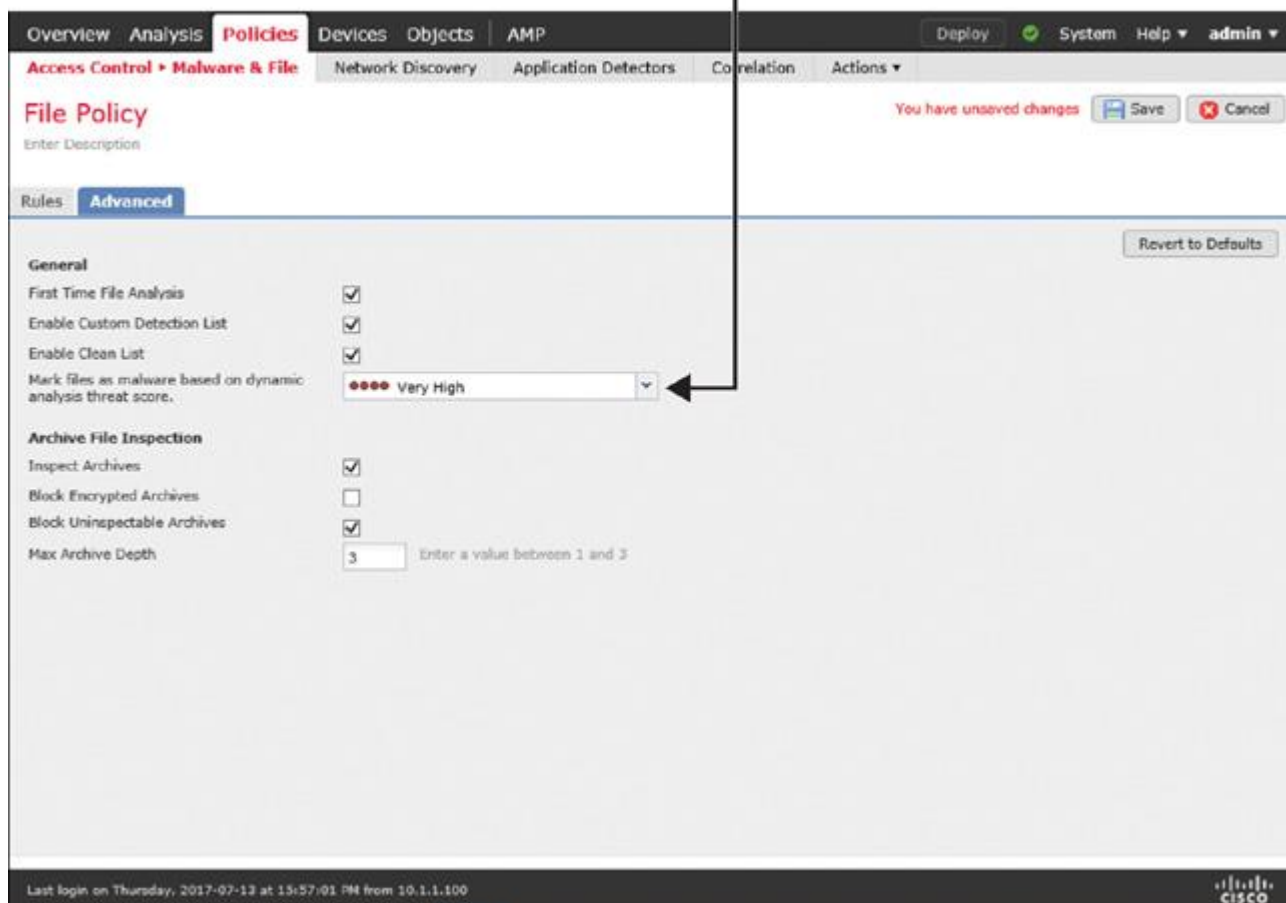 Overview Analysis Policies Devices Objects AMP Deploy System Help ▾ admin ▾
Access Control ▸ Malware & File Network Discovery Application Detectors Correlation Actions ▾
File Policy
You have unsaved changes Save Cancel
Enter Description
Rules Advanced
Revert to Defaults
General
First Time File Analysis
Enable Custom Detection List
Enable Clean List
Mark files as malware based on dynamic
analysis threat score.
Very High
Archive File Inspection
Inspect Archives
Block Encrypted Archives
Block Uninspectable Archives
Max Archive Depth 3 Enter a value between 1 and 3
Last login on Thursday, 2017-07-13 at 15:57:01 PM from 10.1.1.100
CISCO